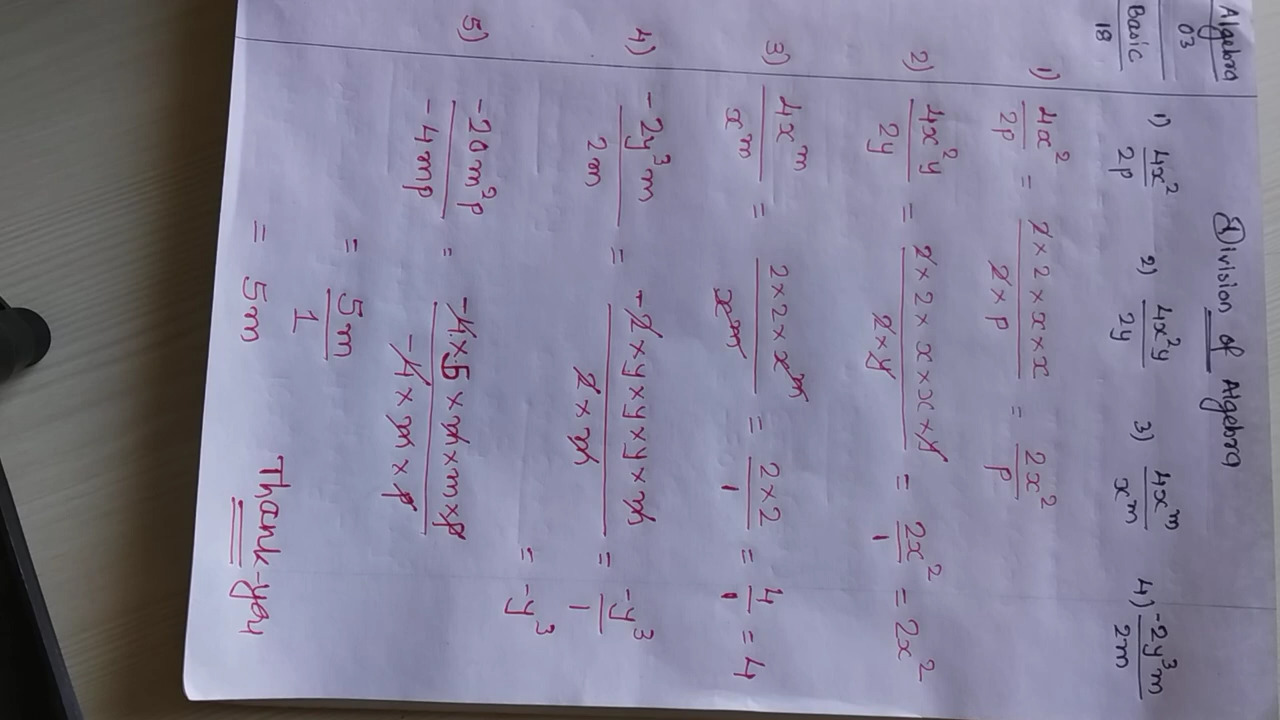 Algebra
03
Basic
18
Division of Algebra
1) 4x²/2p 2) 4x²y/2y 3) 4x^m/x^m 4) -2y³m/2m
1) 4x²/2p = 2×2×x×x/2×p = 2x²/p
2) 4x²y/2y = 2×2×x×x×y/2×y = 2x²/1 = 2x²
3) 4x^m/x^m = 2×2×x^m/x^m = 2×2/1 = 4/1 = 4
4) -2y³m/2m = -2×y×y×y×m/2×m = -y³/1
= -y³
5) -20m²p/-4mp = -4×5×m×m×p/-4×m×p
= 5m/1
= 5m
Thank-you